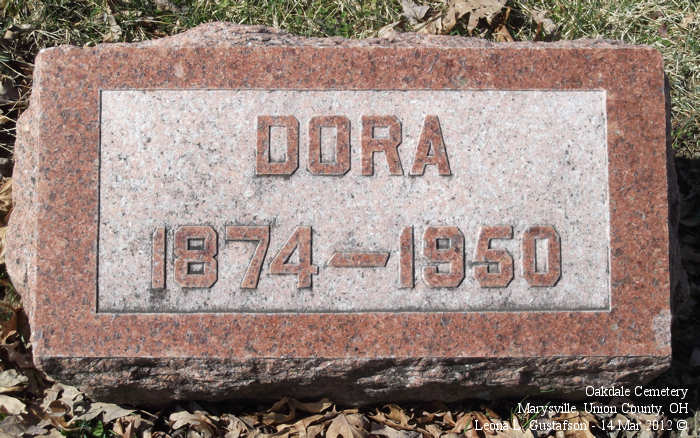 DORA
1874-1950
Oakdale Cemetery
Marysville, Union County, OH
Leona L. Gustafson - 14 Mar 2012 ©